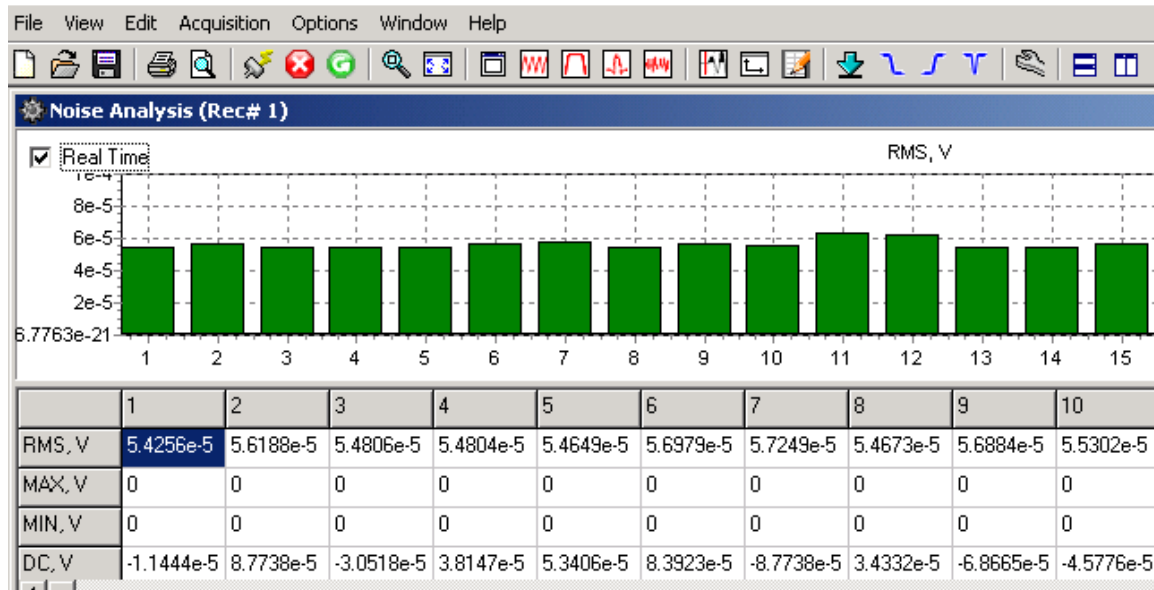 File View Edit Acquisition Options Window Help
Noise Analysis (Rec# 1)
Real Time
RMS, V
1e-4
8e-5
6e-5
4e-5
2e-5
6.7763e-21
1 2 3 4 5 6 7 8 9 10 11 12 13 14 15
1 2 3 4 5 6 7 8 9 10
RMS, V 5.4256e-5 5.6188e-5 5.4806e-5 5.4804e-5 5.4649e-5 5.6979e-5 5.7249e-5 5.4673e-5 5.6884e-5 5.5302e-5
MAX, V 0 0 0 0 0 0 0 0 0 0
MIN, V 0 0 0 0 0 0 0 0 0 0
DC, V -1.1444e-5 8.7738e-5 -3.0518e-5 3.8147e-5 5.3406e-5 8.3923e-5 -8.7738e-5 3.4332e-5 -6.8665e-5 -4.5776e-5